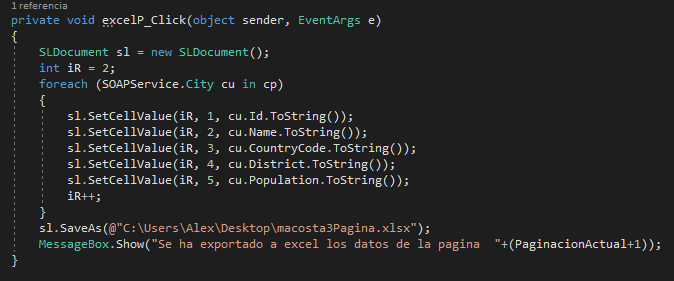 1 referencia
private void excelP_Click(object sender, EventArgs e)
{
SLDocument sl = new SLDocument();
int iR = 2;
foreach (SOAPService.City cu in cp)
{
sl.SetCellValue(iR, 1, cu.Id.ToString());
sl.SetCellValue(iR, 2, cu.Name.ToString());
sl.SetCellValue(iR, 3, cu.CountryCode.ToString());
sl.SetCellValue(iR, 4, cu.District.ToString());
sl.SetCellValue(iR, 5, cu.Population.ToString());
iR++;
}
sl.SaveAs(@"C:\Users\Alex\Desktop\macosta3Pagina.xlsx");
MessageBox.Show("Se ha exportado a excel los datos de la pagina  "+(PaginacionActual+1));
}